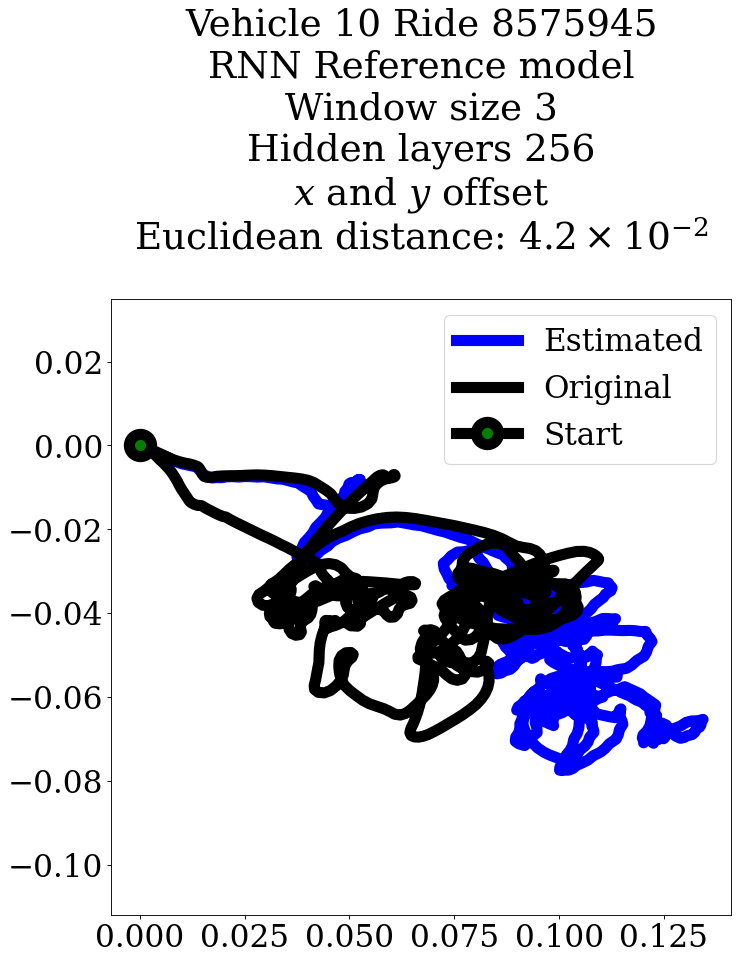 Vehicle 10 Ride 8575945
RNN Reference model
Window size 3
Hidden layers 256
x and y offset
Euclidean distance: 4.2 × 10⁻²
Estimated
Original
Start
0.02
0.00
−0.02
−0.04
−0.06
−0.08
−0.10
0.000 0.025 0.050 0.075 0.100 0.125